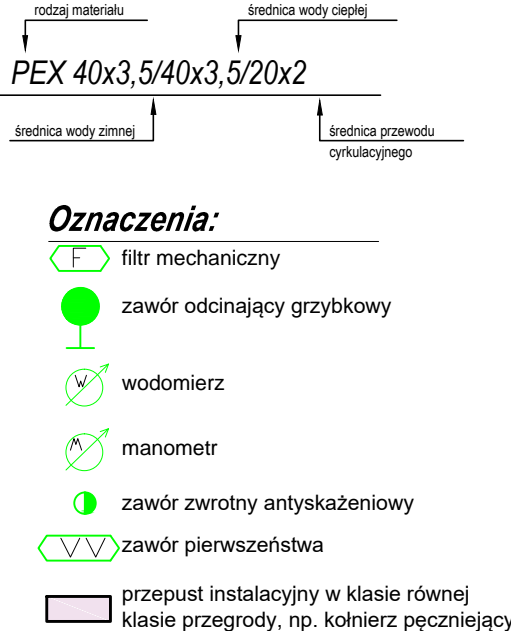 rodzaj materiału
średnica wody ciepłej
PEX 40x3,5/40x3,5/20x2
średnica wody zimnej
średnica przewodu
cyrkulacyjnego
Oznaczenia:
F filtr mechaniczny
zawór odcinający grzybkowy
W wodomierz
M manometr
zawór zwrotny antyskażeniowy
VV zawór pierwszeństwa
przepust instalacyjny w klasie równej
klasie przegrody, np. kołnierz pęczniejący